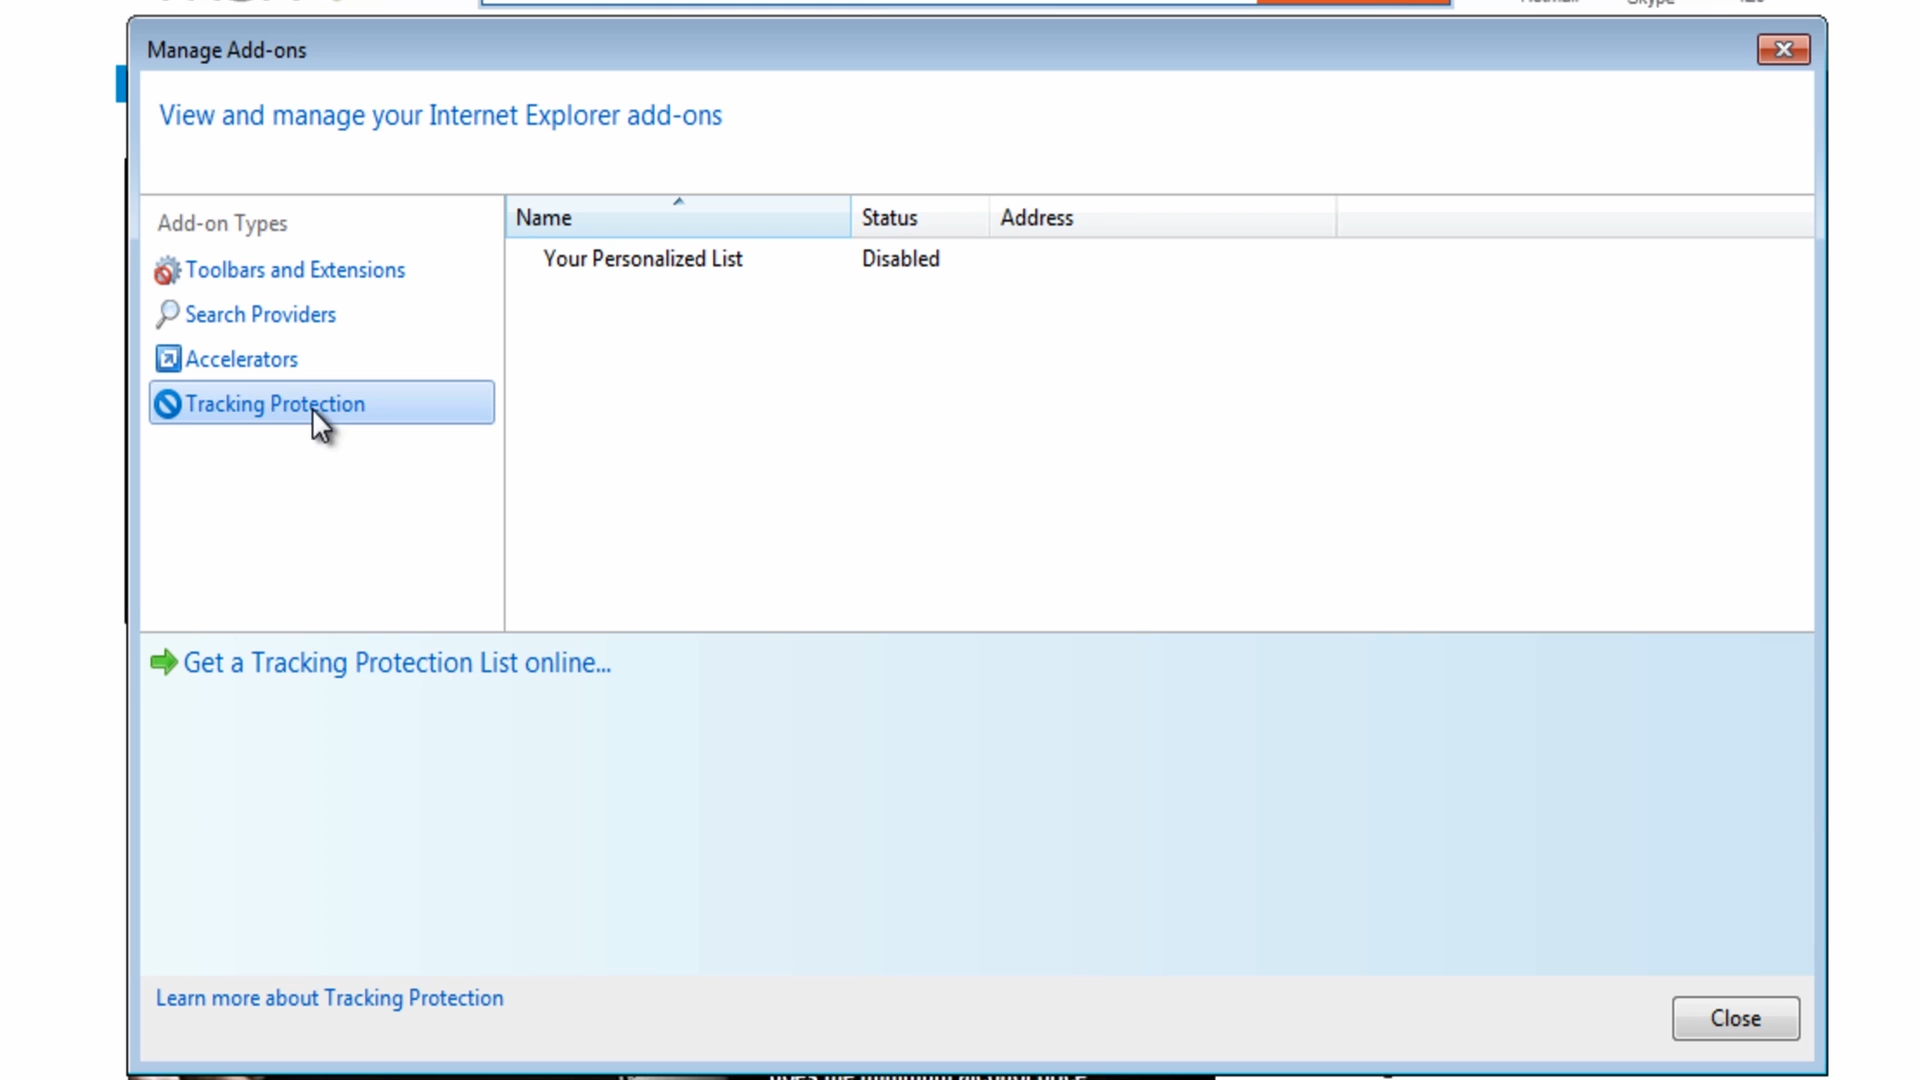 Skype
Manage Add-ons
View and manage your Internet Explorer add-ons
Add-on Types
Name
Status
Address
Toolbars and Extensions
Your Personalized List
Disabled
Search Providers
Accelerators
Tracking Protection
Get a Tracking Protection List online...
Learn more about Tracking Protection
Close